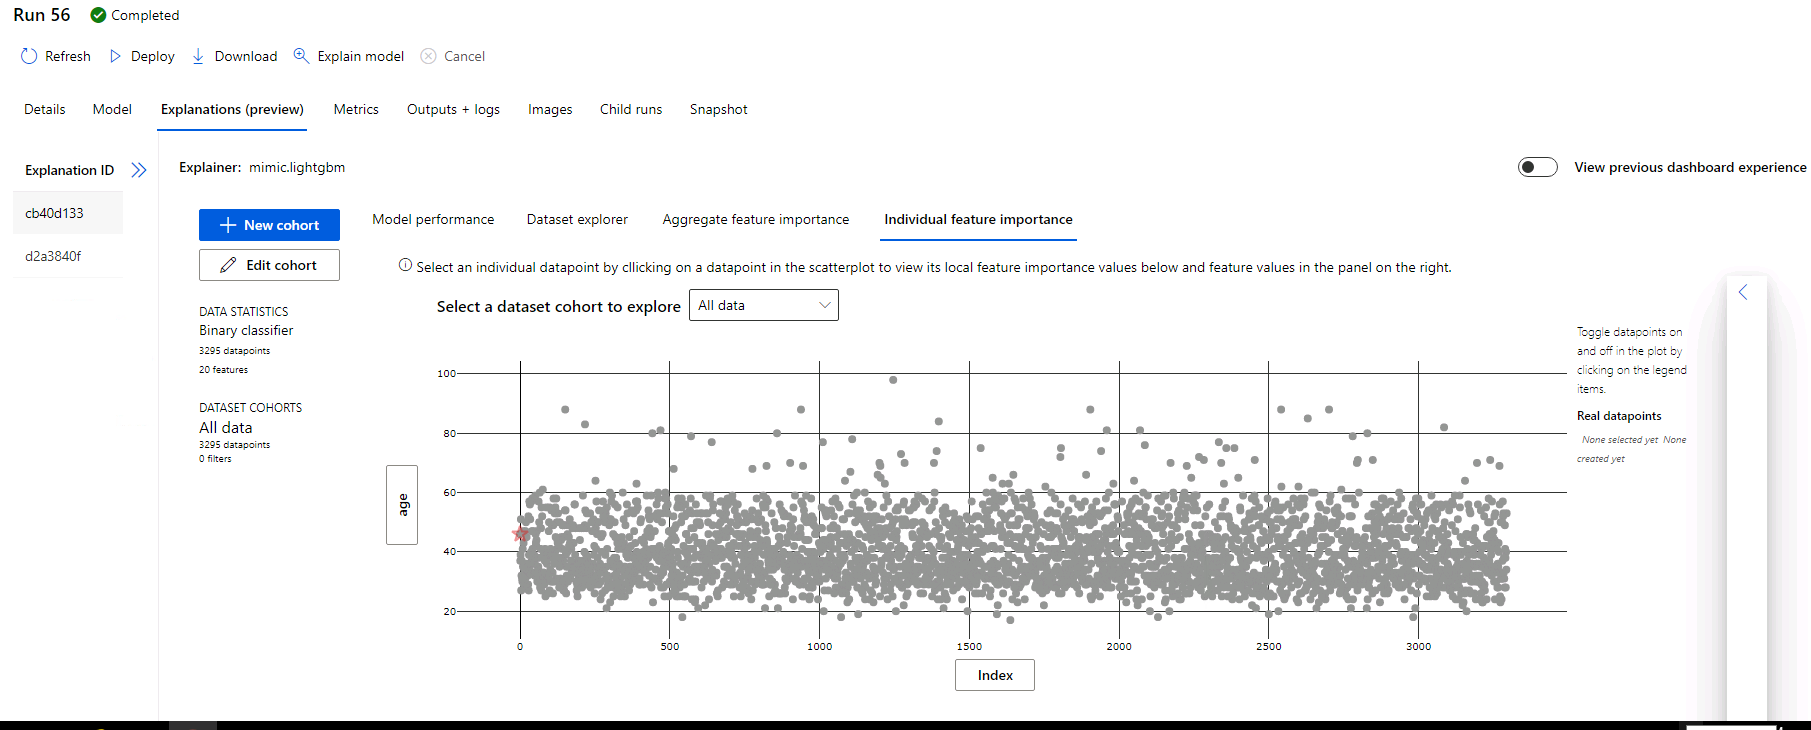 Run 56 Completed
Refresh Deploy Download Explain model Cancel
Details Model Explanations (preview) Metrics Outputs + logs Images Child runs Snapshot
Explanation ID
cb40d133
d2a3840f
Explainer: mimic.lightgbm
View previous dashboard experience
New cohort
Edit cohort
DATA STATISTICS
Binary classifier
3295 datapoints
20 features
DATASET COHORTS
All data
3295 datapoints
0 filters
Model performance Dataset explorer Aggregate feature importance Individual feature importance
Select an individual datapoint by cllicking on a datapoint in the scatterplot to view its local feature importance values below and feature values in the panel on the right.
Select a dataset cohort to explore All data
100
80
60
40
20
age
0 500 1000 1500 2000 2500 3000
Index
Toggle datapoints on
and off in the plot by
clicking on the legend
items.
Real datapoints
None selected yet None
created yet